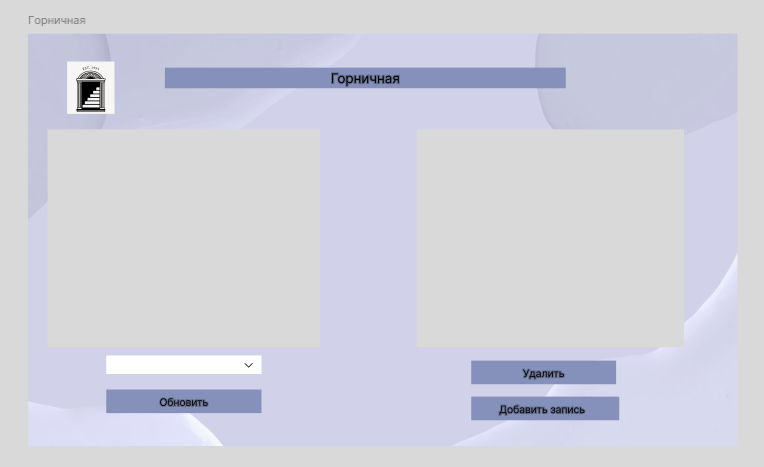 Горничная
Горничная
Обновить
Удалить
Добавить запись